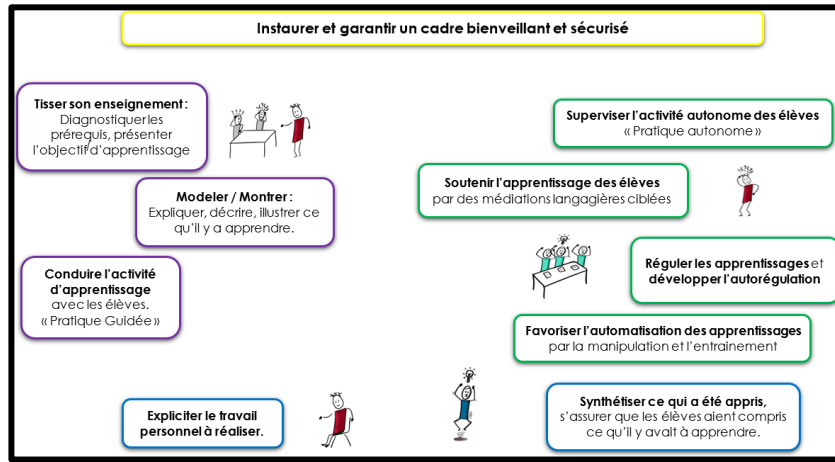 Instaurer et garantir un cadre bienveillant et sécurisé
Tisser son enseignement :
Diagnostiquer les
prérequis, présenter
l'objectif d'apprentissage
Modeler / Montrer :
Expliquer, décrire, illustrer ce
qu'il y a apprendre.
Conduire l'activité
d'apprentissage
avec les élèves.
« Pratique Guidée »
Expliciter le travail
personnel à réaliser.
Superviser l'activité autonome des élèves
« Pratique autonome »
Soutenir l'apprentissage des élèves
par des médiations langagières ciblées
Réguler les apprentissages et
développer l'autorégulation
Favoriser l'automatisation des apprentissages
par la manipulation et l'entrainement
Synthétiser ce qui a été appris,
s'assurer que les élèves aient compris
ce qu'il y avait à apprendre.